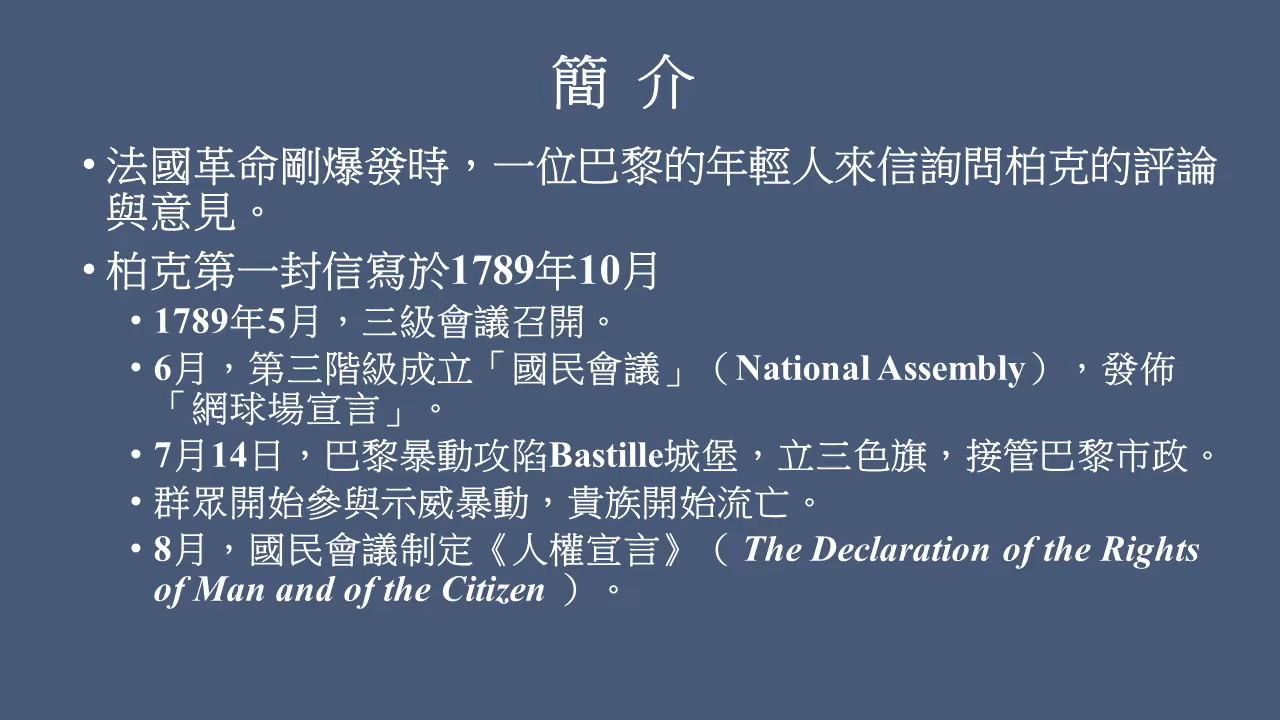 簡 介
• 法國革命剛爆發時，一位巴黎的年輕人來信詢問柏克的評論
與意見。
• 柏克第一封信寫於1789年10月
• 1789年5月，三級會議召開。
• 6月，第三階級成立「國民會議」（National Assembly），發佈
「網球場宣言」。
• 7月14日，巴黎暴動攻陷Bastille城堡，立三色旗，接管巴黎市政。
• 群眾開始參與示威暴動，貴族開始流亡。
• 8月，國民會議制定《人權宣言》（ The Declaration of the Rights
of Man and of the Citizen ）。